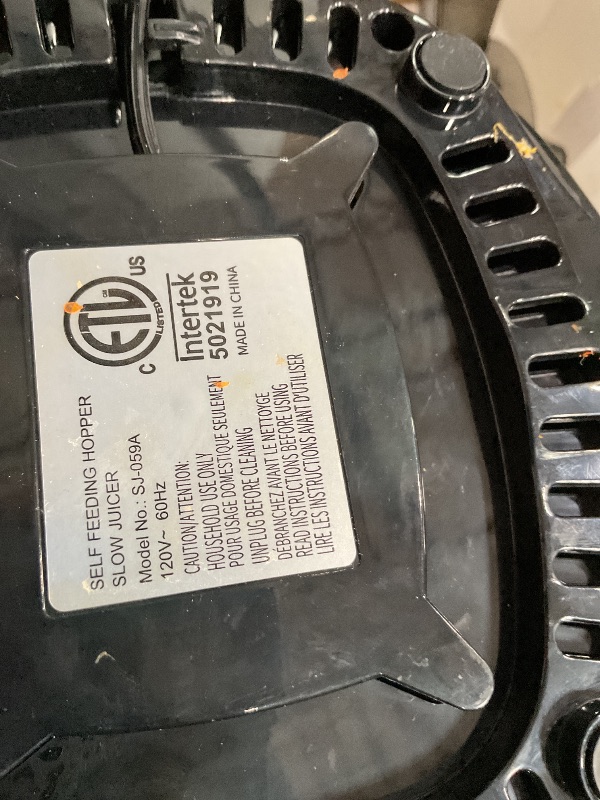 SELF FEEDING HOPPER
SLOW JUICER
Model No.: SJ-059A
120V~ 60Hz
C ETL US
LISTED
Intertek
5021919
MADE IN CHINA
CAUTION/ATTENTION:
HOUSEHOLD USE ONLY
POUR USAGE DOMESTIQUE SEULEMENT
UNPLUG BEFORE CLEANING
DÉBRANCHEZ AVANT LE NETTOYGE
READ INSTRUCTIONS BEFORE USING
LIRE LES INSTRUCTIONS AVANT D'UTILISER